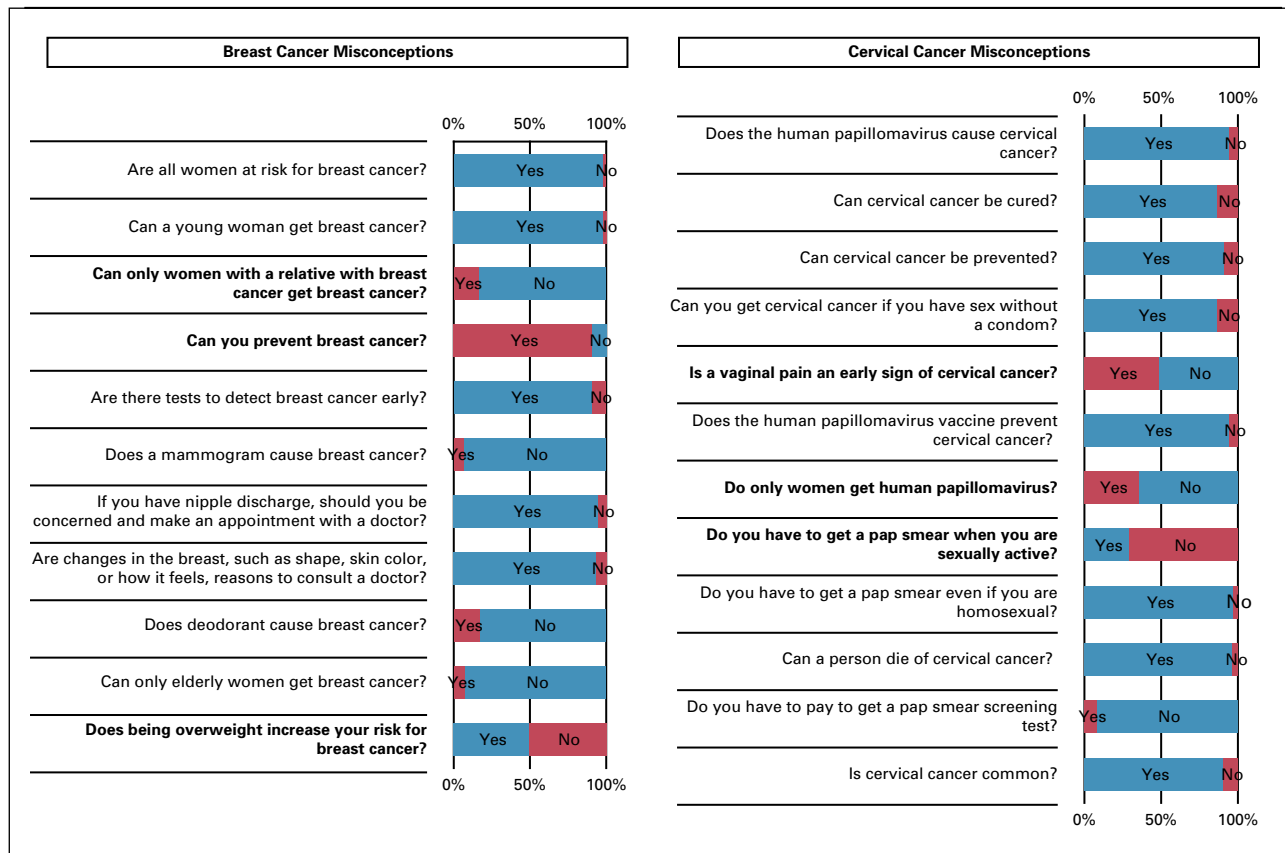 Breast Cancer Misconceptions
0% 50% 100%
Are all women at risk for breast cancer?
Yes No
Can a young woman get breast cancer?
Yes No
Can only women with a relative with breast
cancer get breast cancer?
Yes No
Can you prevent breast cancer?
Yes No
Are there tests to detect breast cancer early?
Yes No
Does a mammogram cause breast cancer?
Yes No
If you have nipple discharge, should you be
concerned and make an appointment with a doctor?
Yes No
Are changes in the breast, such as shape, skin color,
or how it feels, reasons to consult a doctor?
Yes No
Does deodorant cause breast cancer?
Yes No
Can only elderly women get breast cancer?
Yes No
Does being overweight increase your risk for
breast cancer?
Yes No
0% 50% 100%
Cervical Cancer Misconceptions
0% 50% 100%
Does the human papillomavirus cause cervical
cancer?
Yes No
Can cervical cancer be cured?
Yes No
Can cervical cancer be prevented?
Yes No
Can you get cervical cancer if you have sex without
a condom?
Yes No
Is a vaginal pain an early sign of cervical cancer?
Yes No
Does the human papillomavirus vaccine prevent
cervical cancer?
Yes No
Do only women get human papillomavirus?
Yes No
Do you have to get a pap smear when you are
sexually active?
Yes No
Do you have to get a pap smear even if you are
homosexual?
Yes No
Can a person die of cervical cancer?
Yes No
Do you have to pay to get a pap smear screening
test?
Yes No
Is cervical cancer common?
Yes No
0% 50% 100%